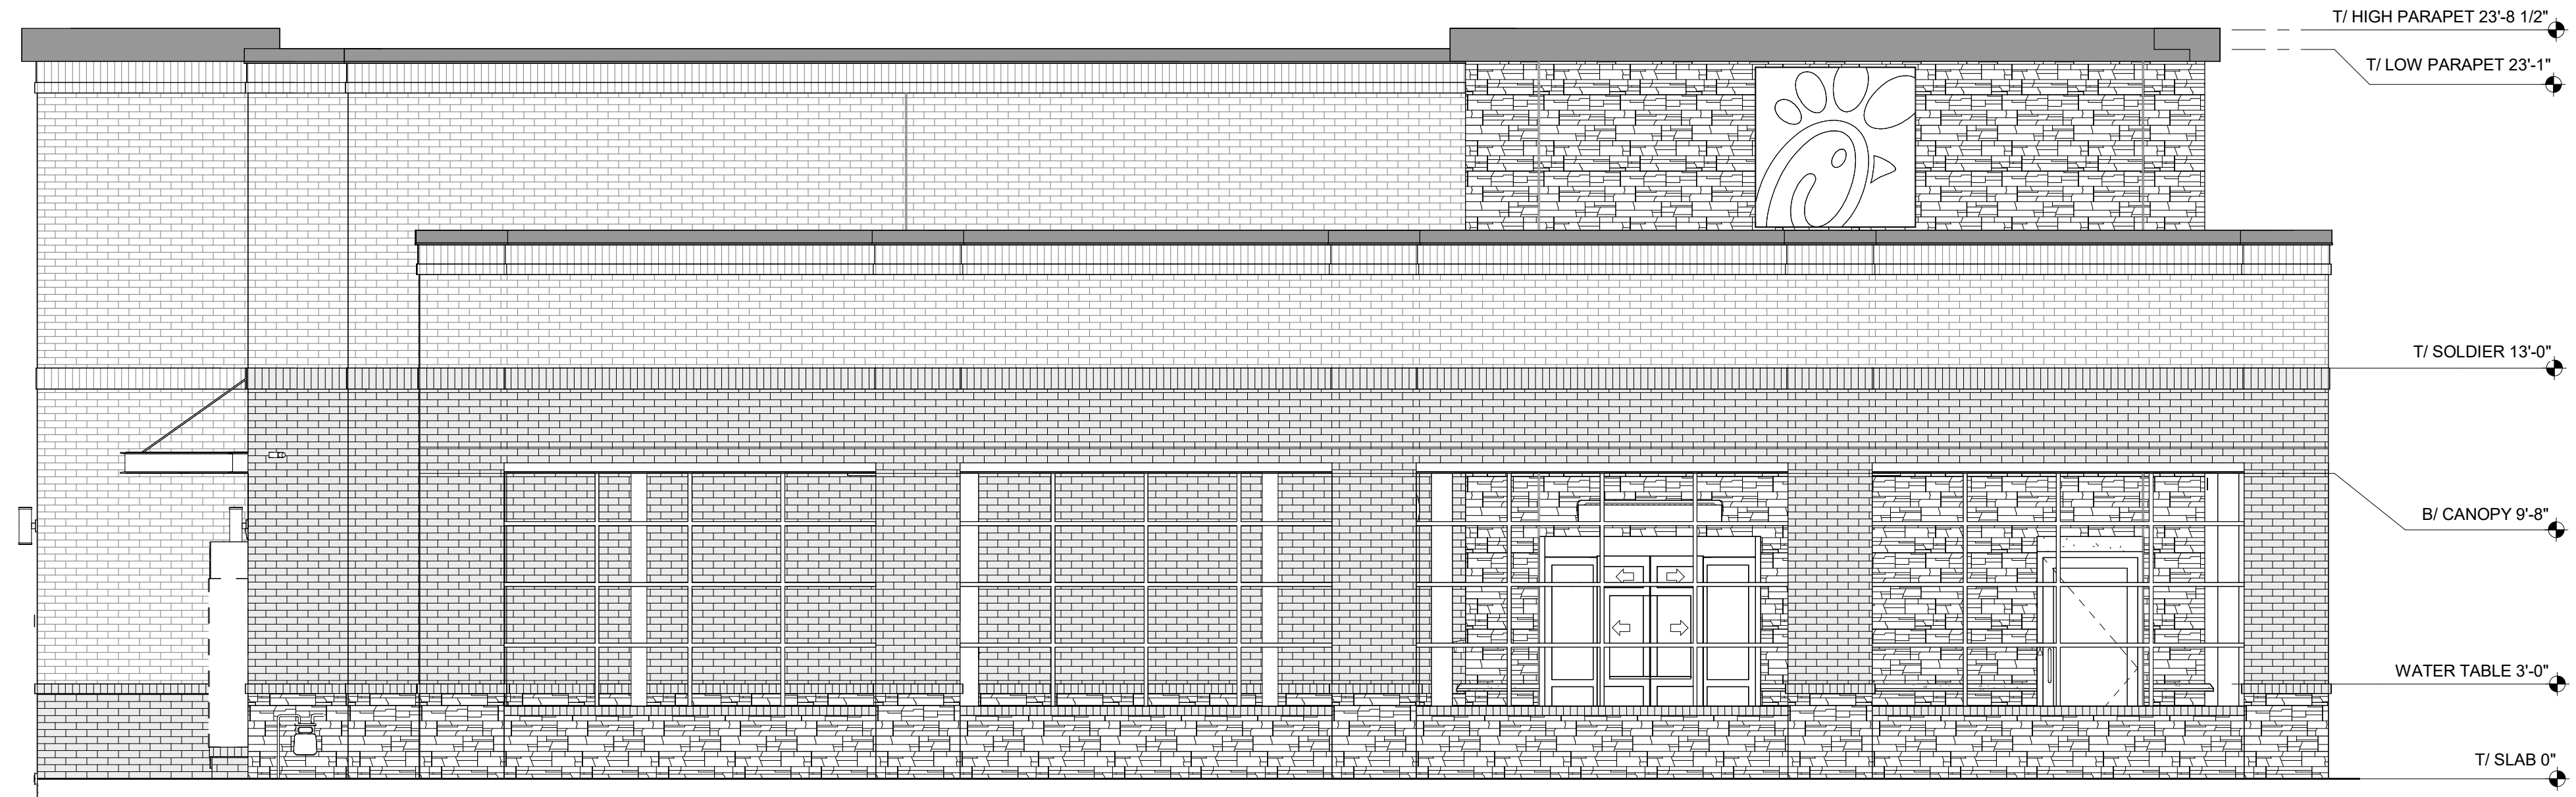 T/ HIGH PARAPET 23'-8 1/2"
T/ LOW PARAPET 23'-1"
T/ SOLDIER 13'-0"
B/ CANOPY 9'-8"
WATER TABLE 3'-0"
T/ SLAB 0"